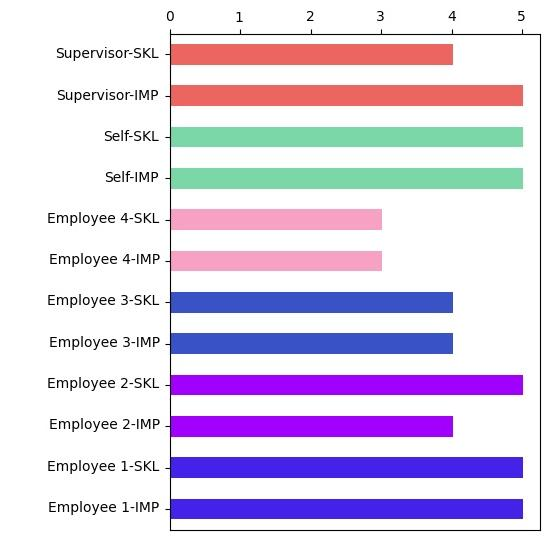 0 1 2 3 4 5
Supervisor-SKL
Supervisor-IMP
Self-SKL
Self-IMP
Employee 4-SKL
Employee 4-IMP
Employee 3-SKL
Employee 3-IMP
Employee 2-SKL
Employee 2-IMP
Employee 1-SKL
Employee 1-IMP